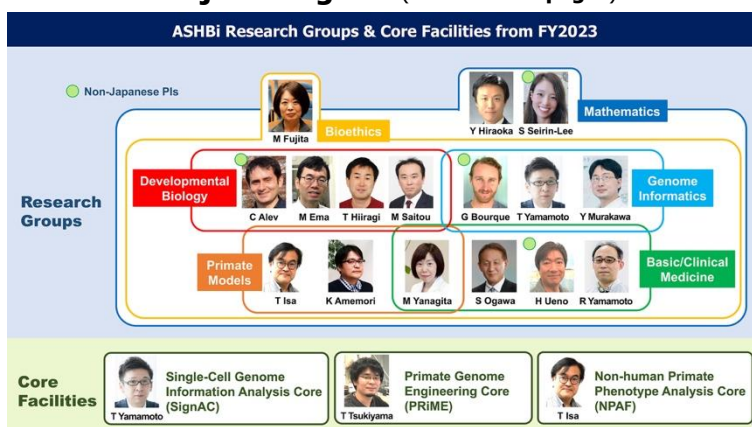 ASHBi Research Groups & Core Facilities from FY2023
Non-Japanese PIs
M Fujita
Bioethics
Y Hiraoka
S Seirin-Lee
Mathematics
Research
Groups
Developmental
Biology
C Alev
M Ema
T Hiiragi
M Saitou
G Bourque
T Yamamoto
Y Murakawa
Genome
Informatics
Primate
Models
T Isa
K Amemori
M Yanagita
S Ogawa
H Ueno
R Yamamoto
Basic/Clinical
Medicine
Core
Facilities
T Yamamoto
Single-Cell Genome
Information Analysis Core
(SignAC)
T Tsukiyama
Primate Genome
Engineering Core
(PRiME)
T Isa
Non-human Primate
Phenotype Analysis Core
(NPAF)